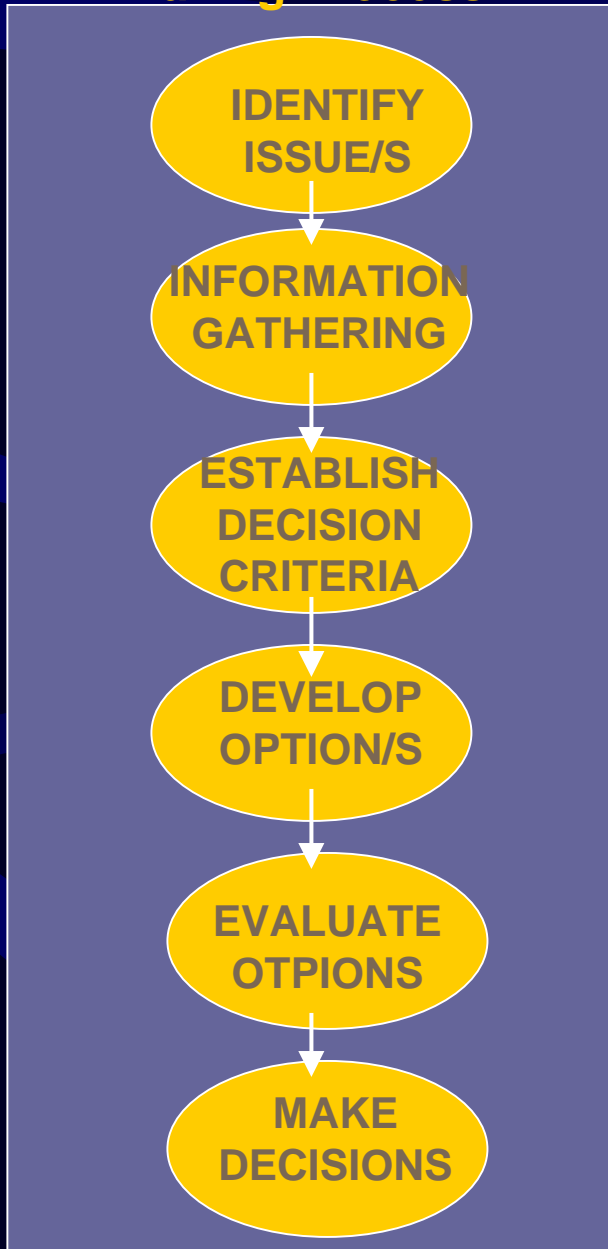 IDENTIFY
ISSUE/S
INFORMATION
GATHERING
ESTABLISH
DECISION
CRITERIA
DEVELOP
OPTION/S
EVALUATE
OTPIONS
MAKE
DECISIONS